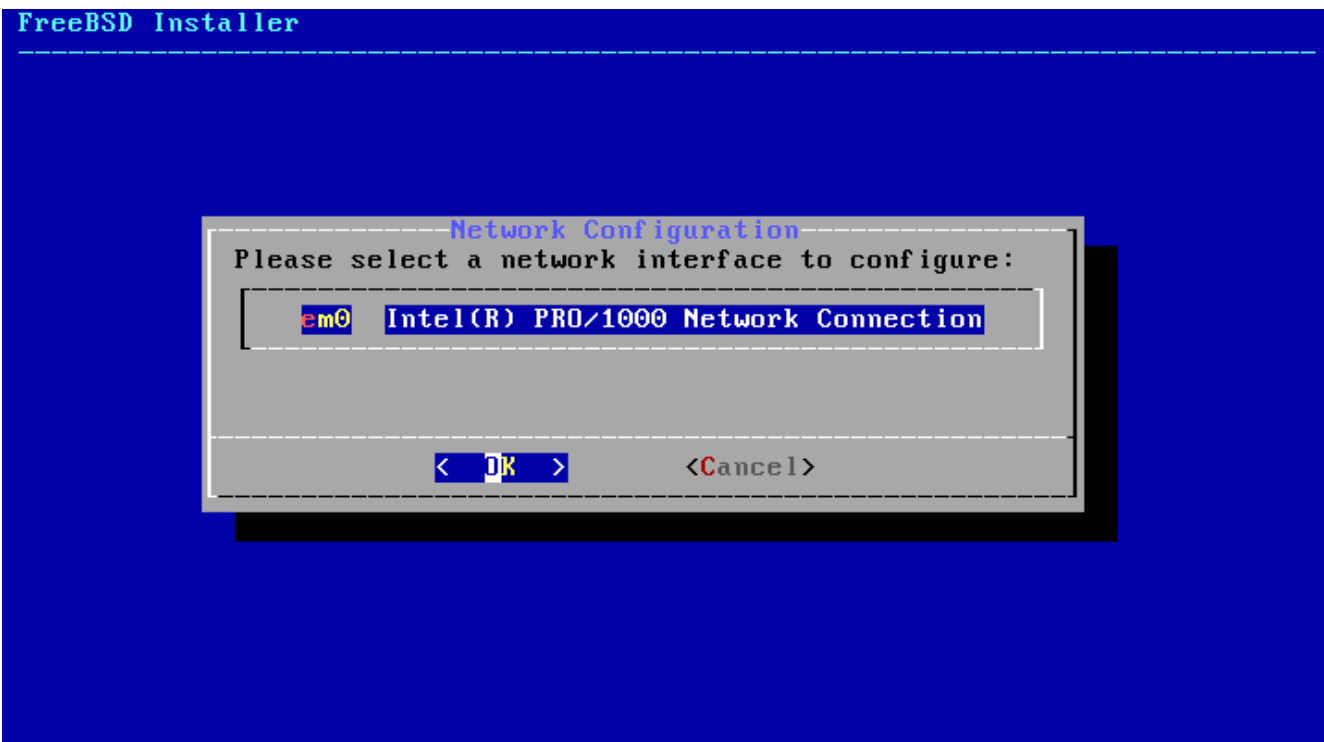 FreeBSD Installer
Network Configuration
Please select a network interface to configure:
em0 Intel(R) PRO/1000 Network Connection
< OK > <Cancel>